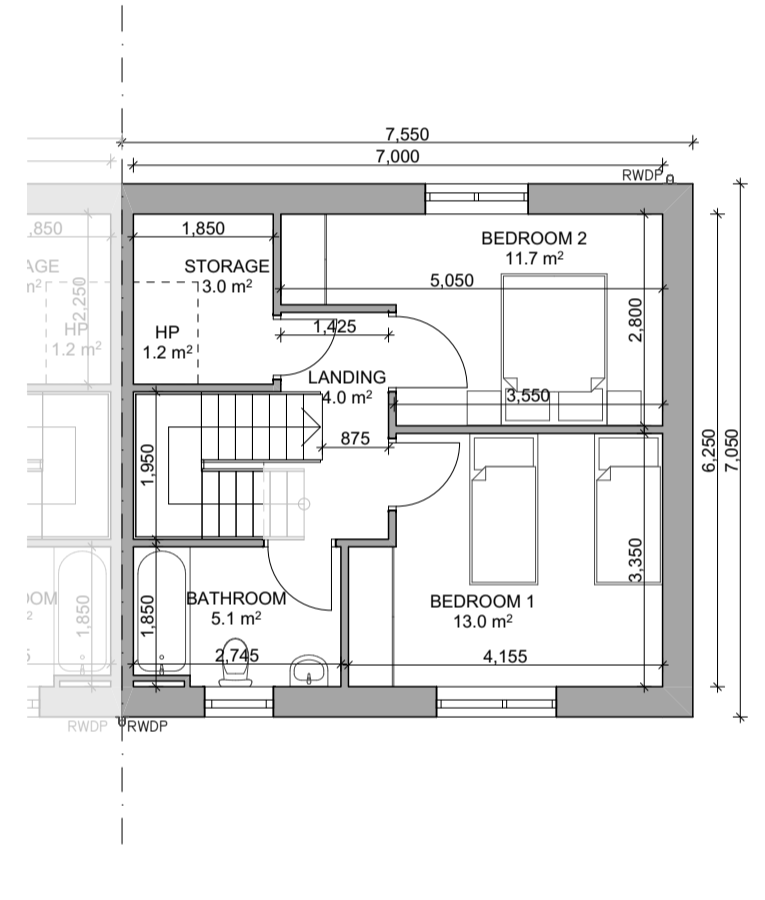 7,550
7,000
RWDP
,850
1,850
BEDROOM 2
11.7 m²
AGE
m²
STORAGE
3.0 m²
5,050
2,250
2,800
HP
1.2 m²
HP
1.2 m²
1,425
LANDING
4.0 m²
3,550
875
1,950
6,250
7,050
3,350
OOM
BATHROOM
5.1 m²
BEDROOM 1
13.0 m²
1,850
1,850
2,745
4,155
RWDP
RWDP